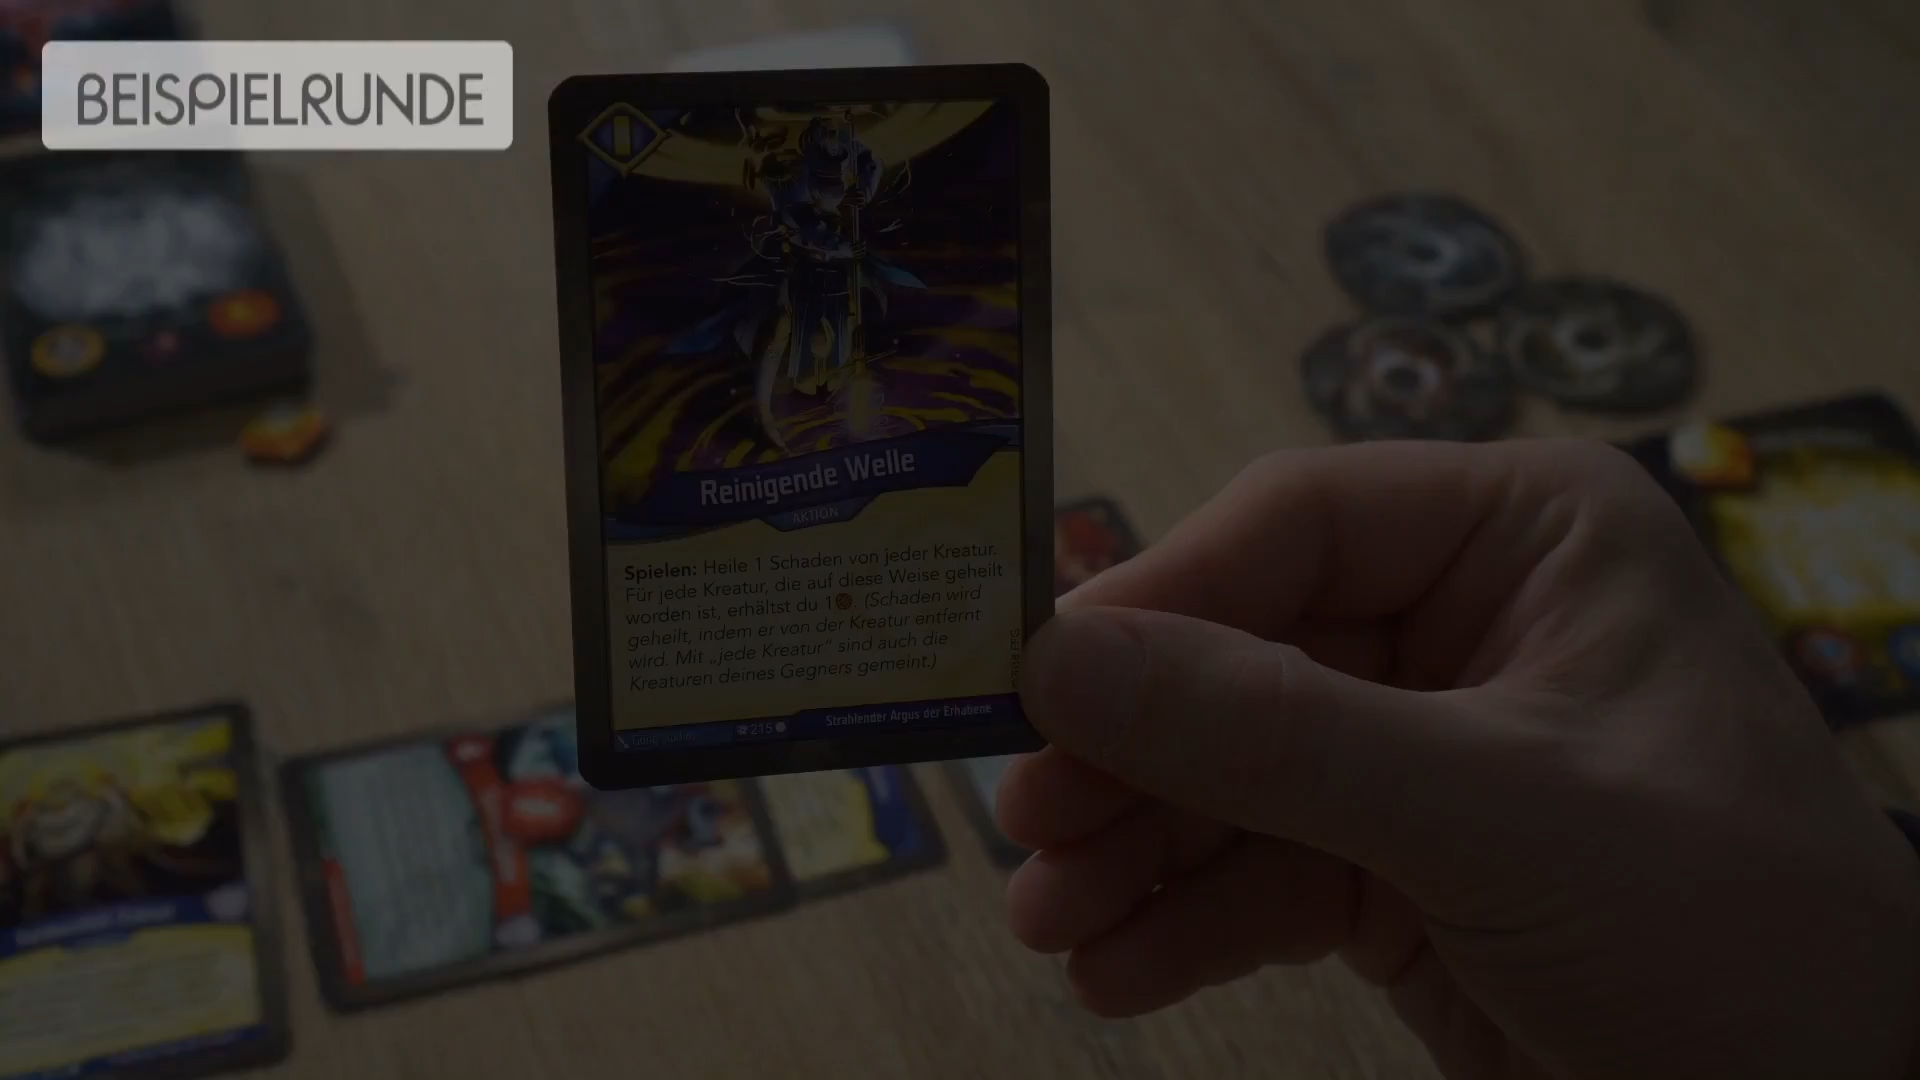 BEISPIELRUNDE
Reinigende Welle
AKTION
Spielen: Heile 1 Schaden von jeder Kreatur.
Für jede Kreatur, die auf diese Weise geheilt
worden ist, erhältst du 1. (Schaden wird
geheilt, indem er von der Kreatur entfernt
wird. Mit „jede Kreatur" sind auch die
Kreaturen deines Gegners gemeint.)
215
Strahlender Argus der Erhabene